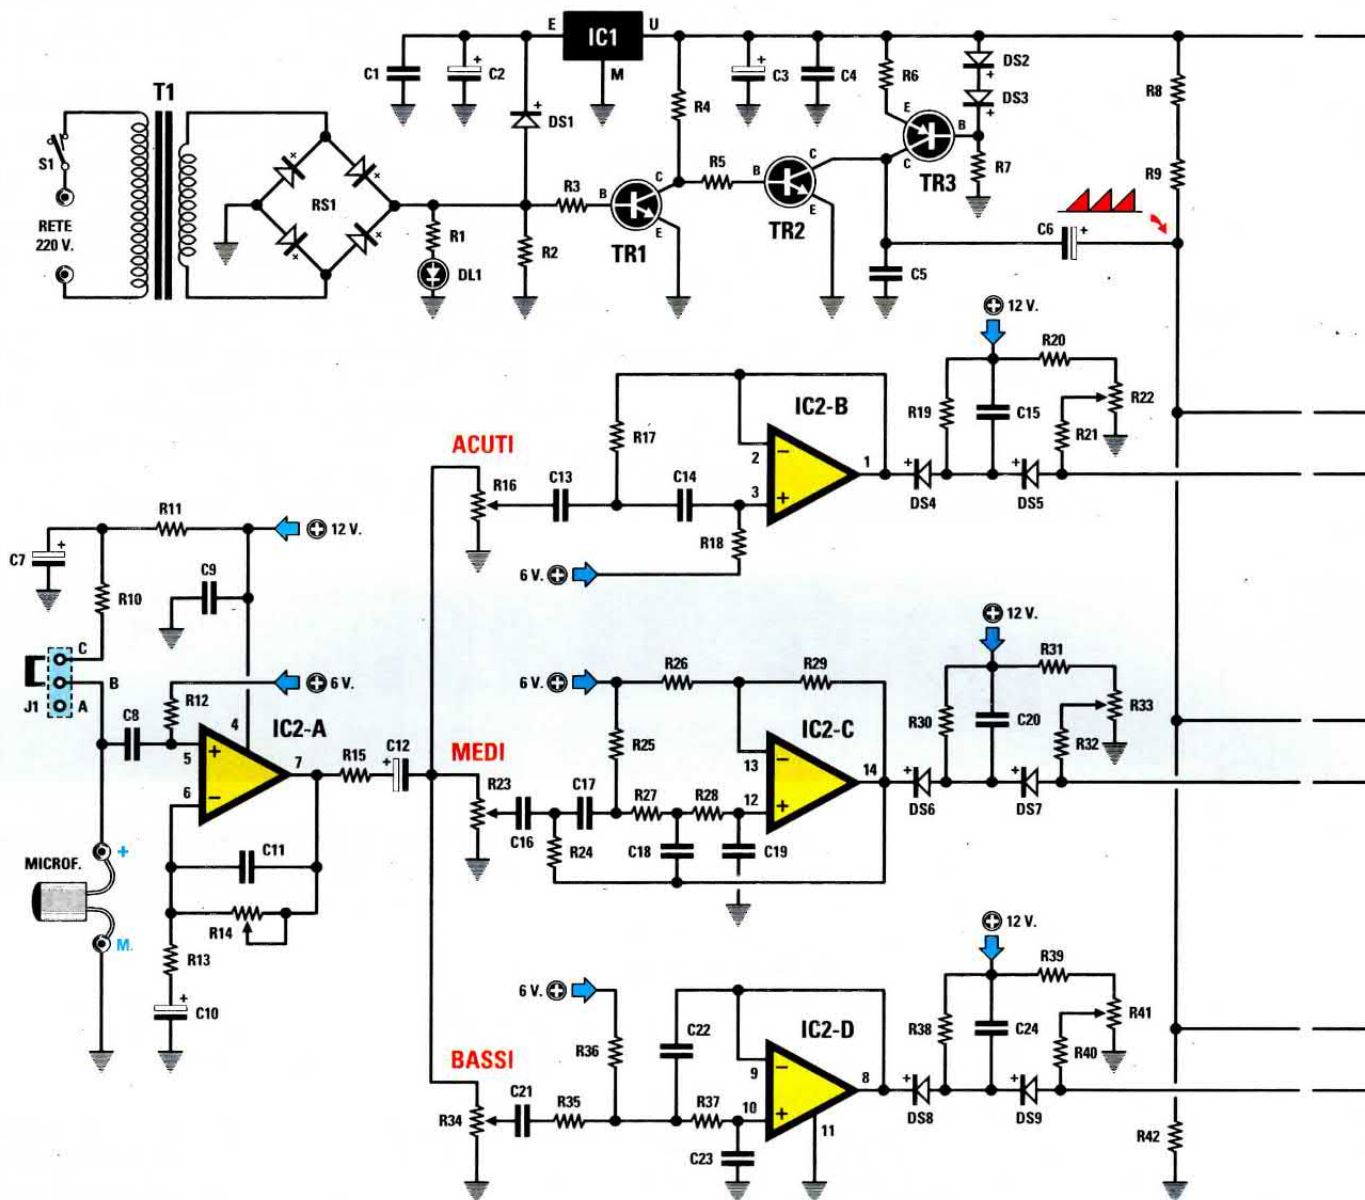 E
IC1
U
M
C1
C2
+
DS1
+
R4
C3
+
C4
R6
DS2
+
DS3
+
R8
T1
S1
RETE
220 V.
RS1
R3
B
C
E
TR1
R5
B
C
E
TR2
E
B
C
TR3
R7
R9
R1
DL1
R2
C5
C6
+
12 V.
R20
R19
C15
R22
R21
ACUTI
R17
IC2-B
2
1
3
R16
C13
C14
R18
6 V.
+
DS4
+
DS5
R11
12 V.
C7
+
C9
R10
C
B
A
J1
R12
6 V.
C8
IC2-A
4
5
7
6
R15
C12
+
MICROF.
+
M.
C11
R14
R13
C10
+
MEDI
R23
C16
C17
6 V.
R26
R29
R25
IC2-C
13
14
12
R27
R28
R24
C18
C19
12 V.
R31
R30
C20
R33
R32
+
DS6
+
DS7
BASSI
R34
C21
R35
6 V.
R36
C22
IC2-D
9
8
10
11
R37
C23
12 V.
R39
R38
C24
R41
R40
+
DS8
+
DS9
R42